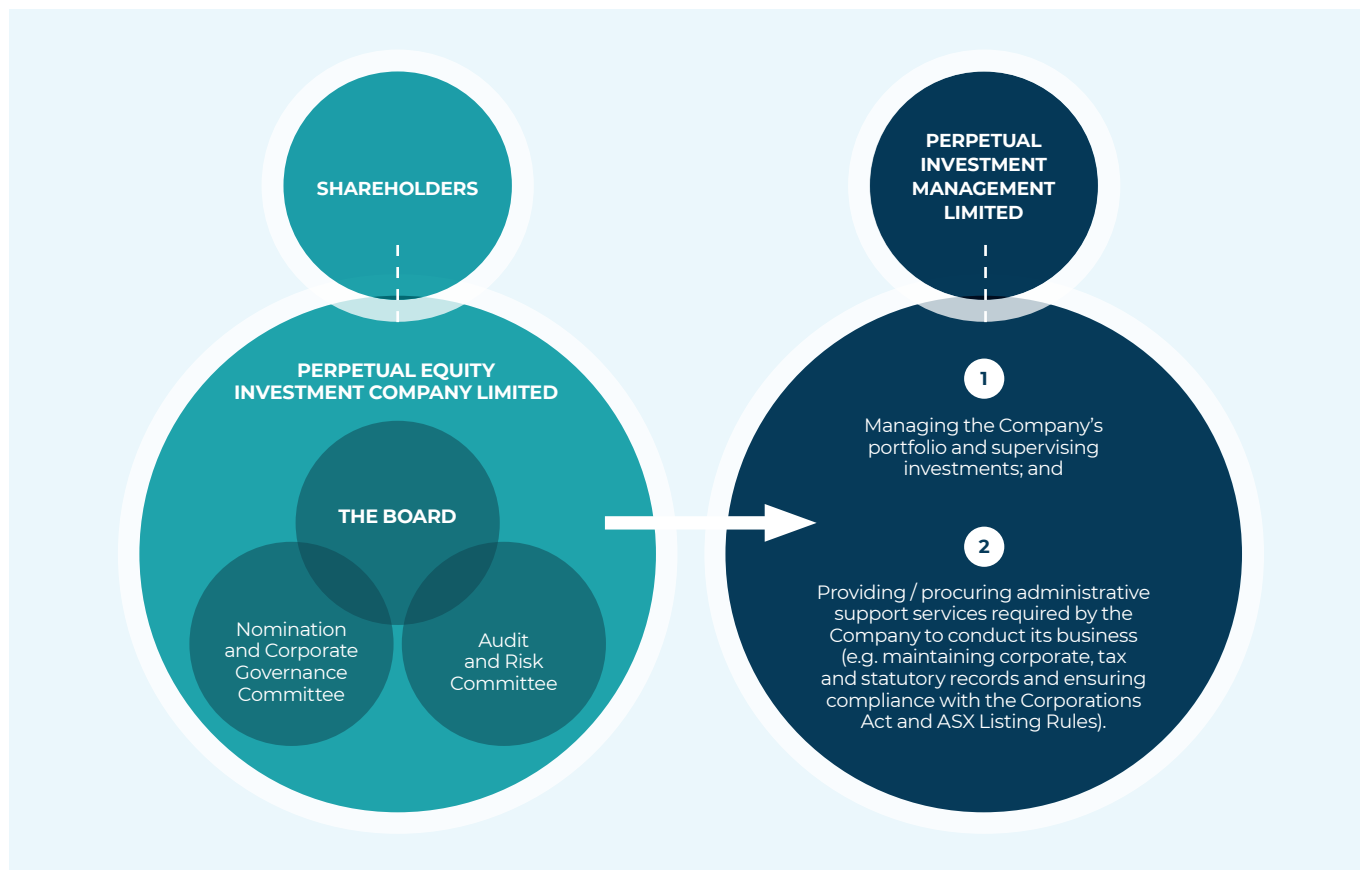 SHAREHOLDERS
PERPETUAL EQUITY
INVESTMENT COMPANY LIMITED
THE BOARD
Nomination
and Corporate
Governance
Committee
Audit
and Risk
Committee
PERPETUAL
INVESTMENT
MANAGEMENT
LIMITED
1
Managing the Company’s
portfolio and supervising
investments; and
2
Providing / procuring administrative
support services required by the
Company to conduct its business
(e.g. maintaining corporate, tax
and statutory records and ensuring
compliance with the Corporations
Act and ASX Listing Rules).